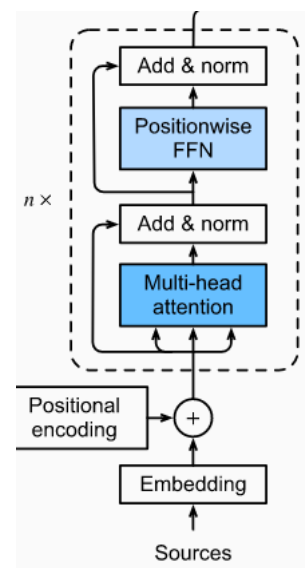 Add & norm
Positionwise
FFN
n ×
Add & norm
Multi-head
attention
Positional
encoding
+
Embedding
Sources